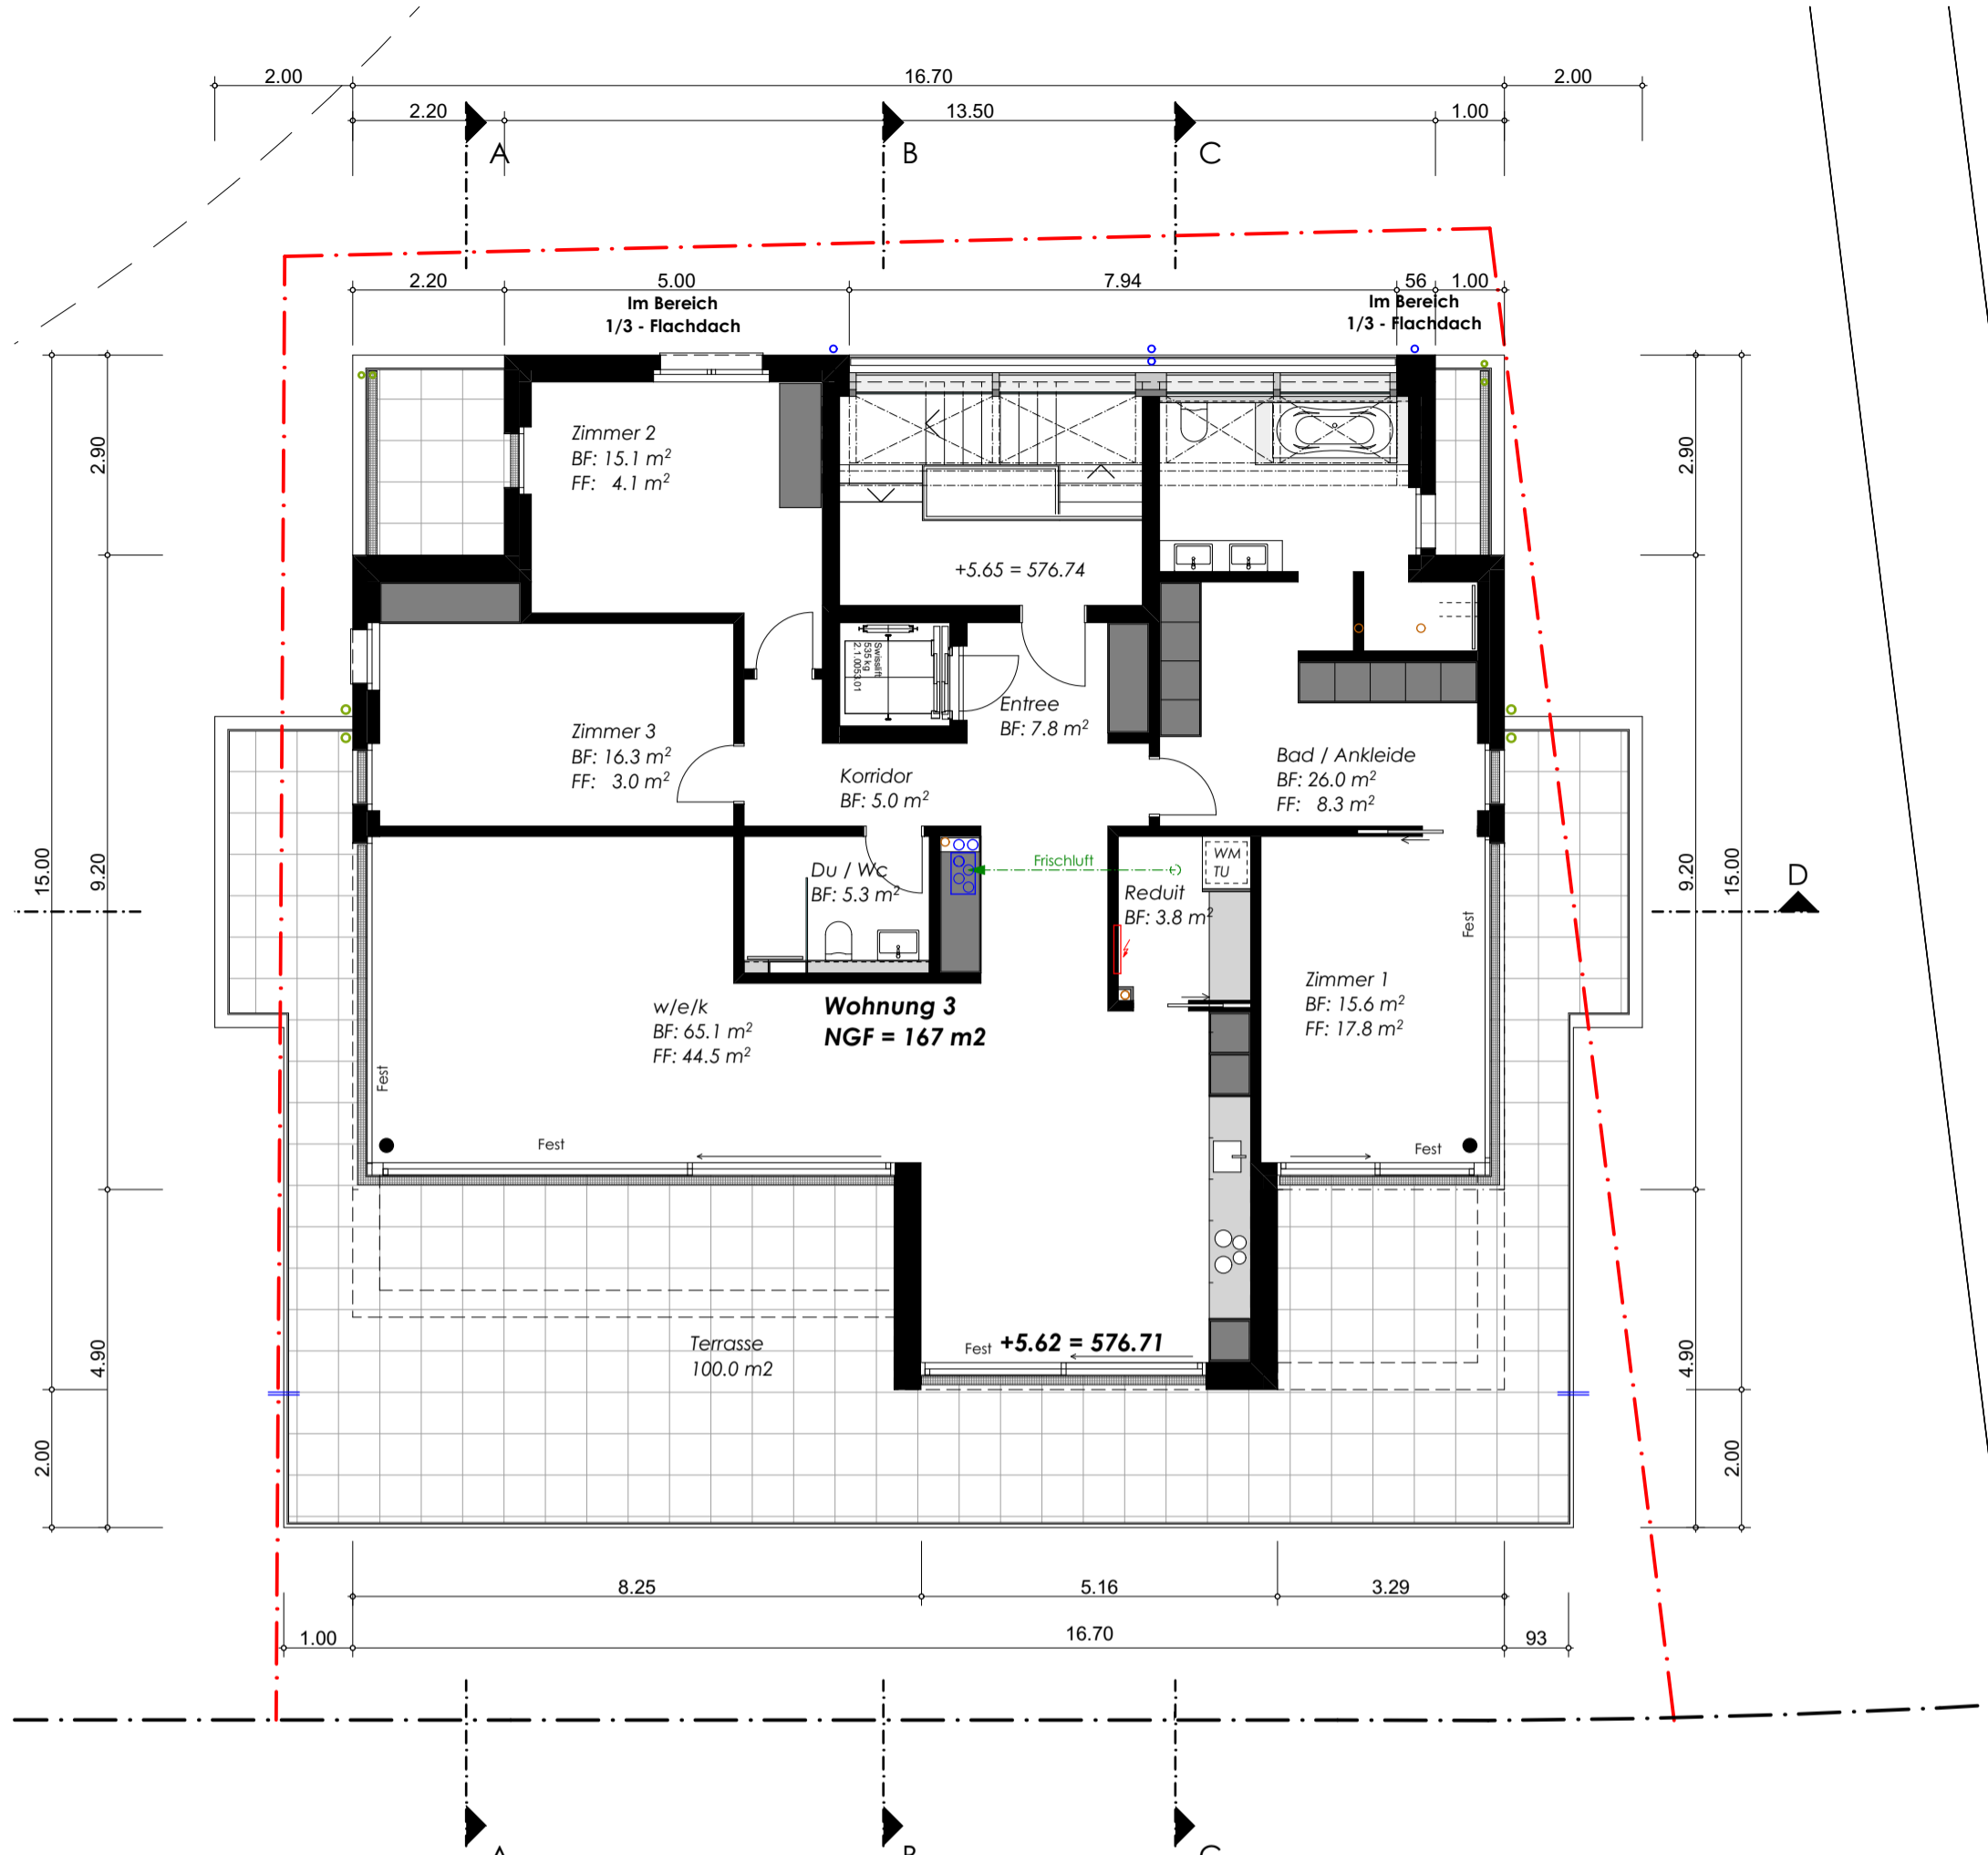 2.00 16.70 2.00
2.20 13.50 1.00
A B C
2.20 5.00 7.94 56 1.00
Im Bereich
1/3 - Flachdach
Im Bereich
1/3 - Flachdach
Zimmer 2
BF: 15.1 m²
FF: 4.1 m²
2.90
2.90
+5.65 = 576.74
Swisslift
535 kg
2.1.0053.01
Entree
BF: 7.8 m²
Zimmer 3
BF: 16.3 m²
FF: 3.0 m²
Korridor
BF: 5.0 m²
Bad / Ankleide
BF: 26.0 m²
FF: 8.3 m²
15.00
9.20
9.20
15.00
D
Du / Wc
BF: 5.3 m²
Frischluft
WM
TU
Reduit
BF: 3.8 m²
Fest
Zimmer 1
BF: 15.6 m²
FF: 17.8 m²
w/e/k
BF: 65.1 m²
FF: 44.5 m²
Wohnung 3
NGF = 167 m2
Fest
Fest
Fest
Terrasse
100.0 m2
Fest +5.62 = 576.71
4.90
4.90
2.00
2.00
8.25 5.16 3.29
1.00 16.70 93
A B C